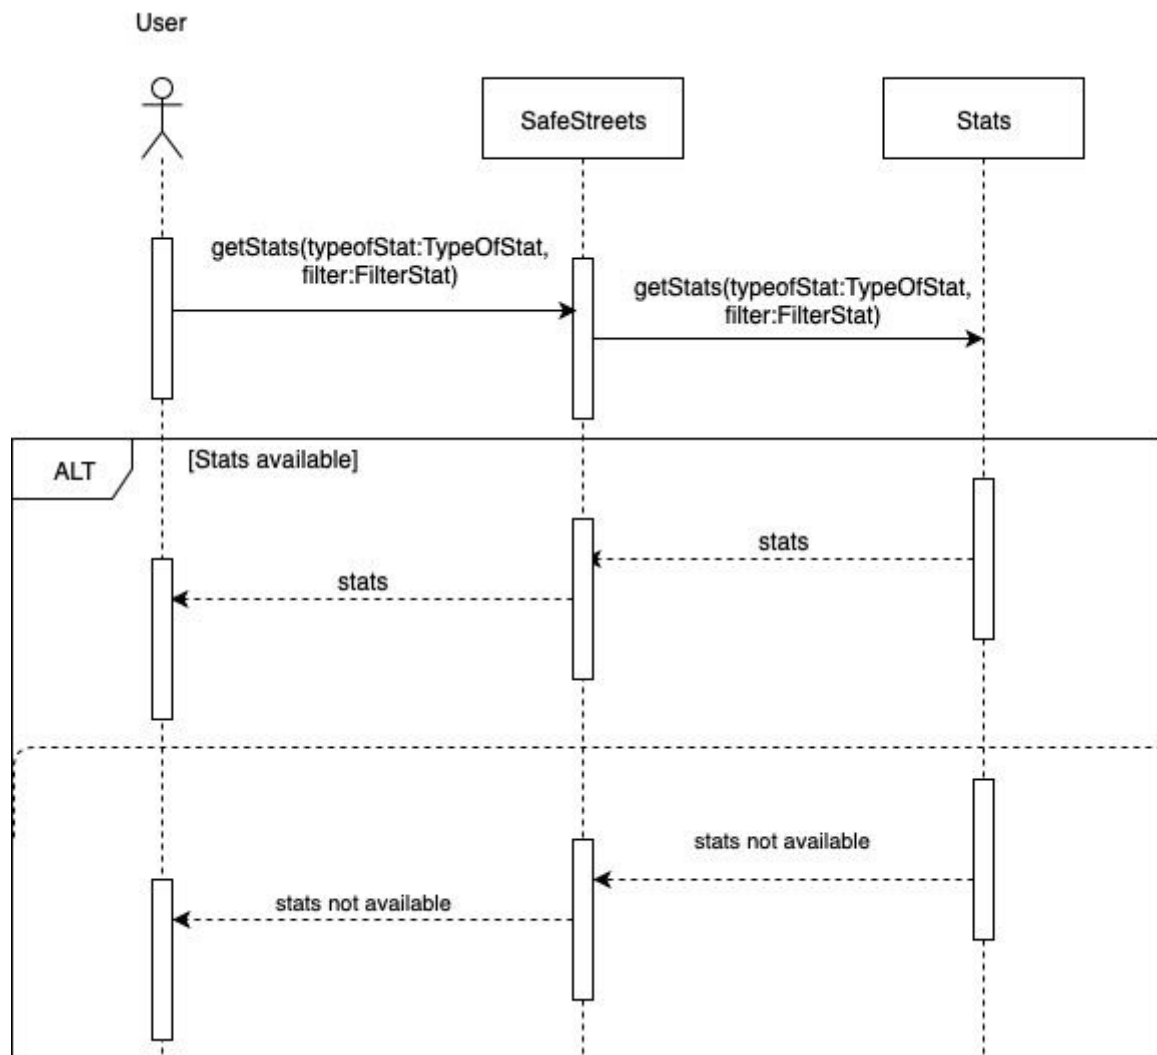 User
SafeStreets
Stats
getStats(typeofStat:TypeOfStat,
filter:FilterStat)
getStats(typeofStat:TypeOfStat,
filter:FilterStat)
ALT
[Stats available]
stats
stats
stats not available
stats not available